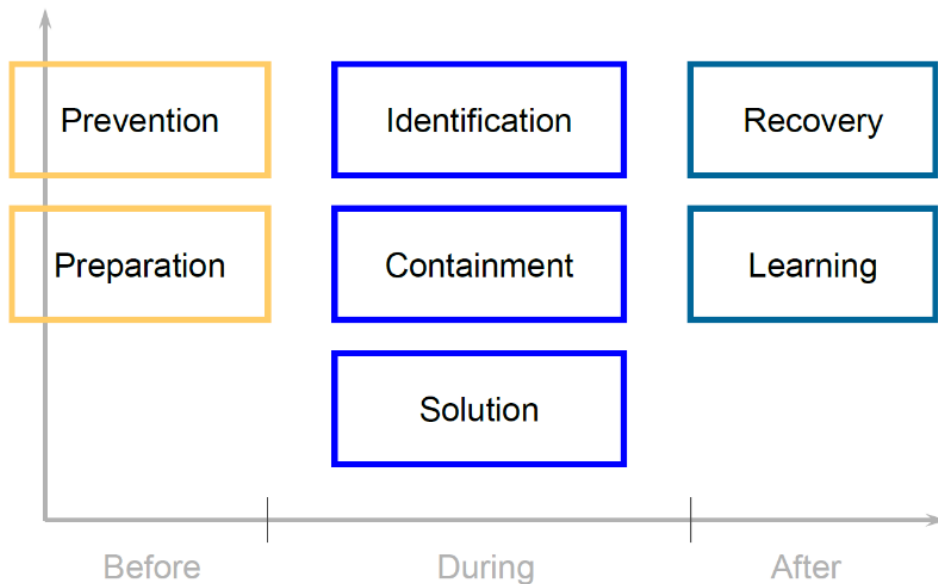 Prevention
Identification
Recovery
Preparation
Containment
Learning
Solution
Before
During
After